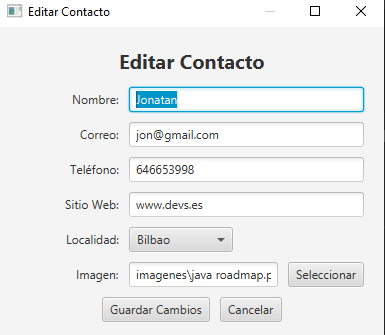 Editar Contacto
Editar Contacto
Nombre: Jonatan
Correo: jon@gmail.com
Teléfono: 646653998
Sitio Web: www.devs.es
Localidad: Bilbao
Imagen: imagenes\java roadmap.p Seleccionar
Guardar Cambios Cancelar